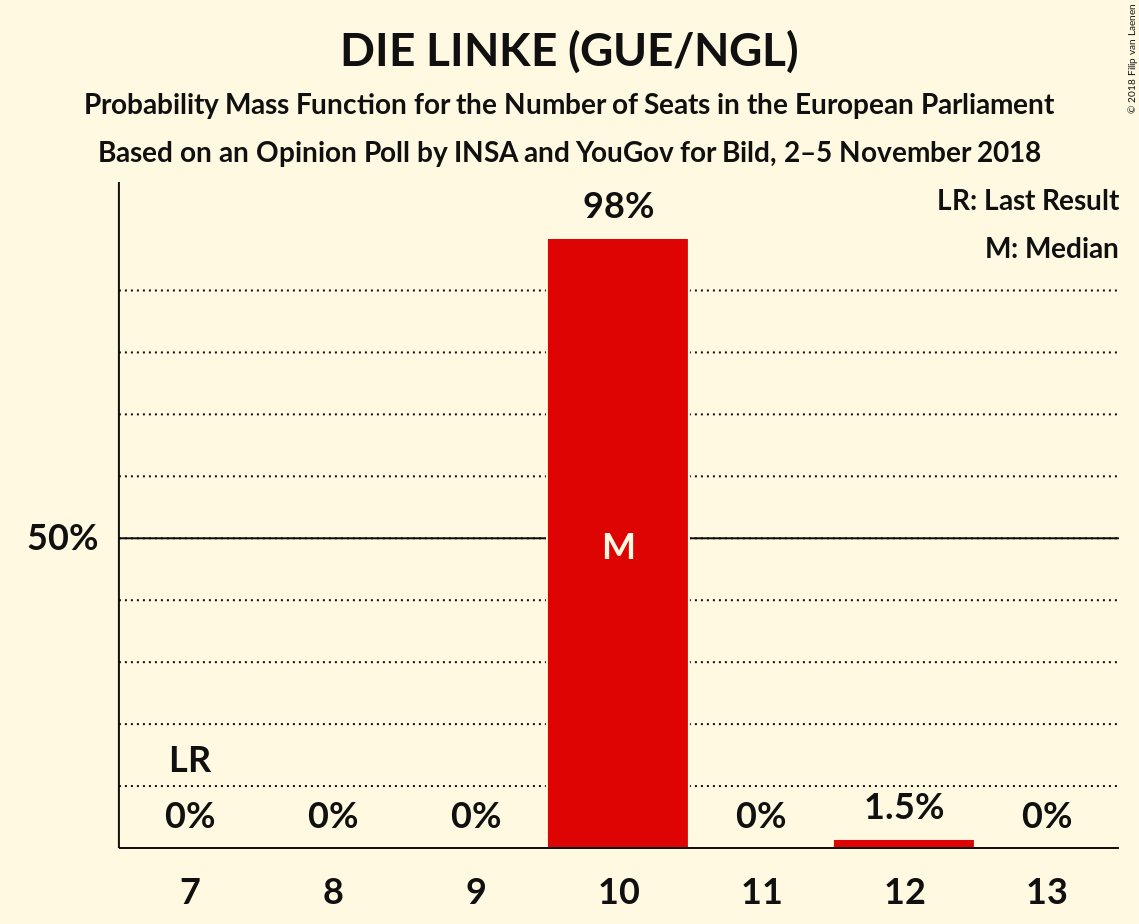 DIE LINKE (GUE/NGL)
Probability Mass Function for the Number of Seats in the European Parliament
Based on an Opinion Poll by INSA and YouGov for Bild, 2–5 November 2018
© 2018 Filip van Laenen
LR: Last Result
M: Median
98%
50%
M
LR
0%
0%
0%
0%
1.5%
0%
7
8
9
10
11
12
13